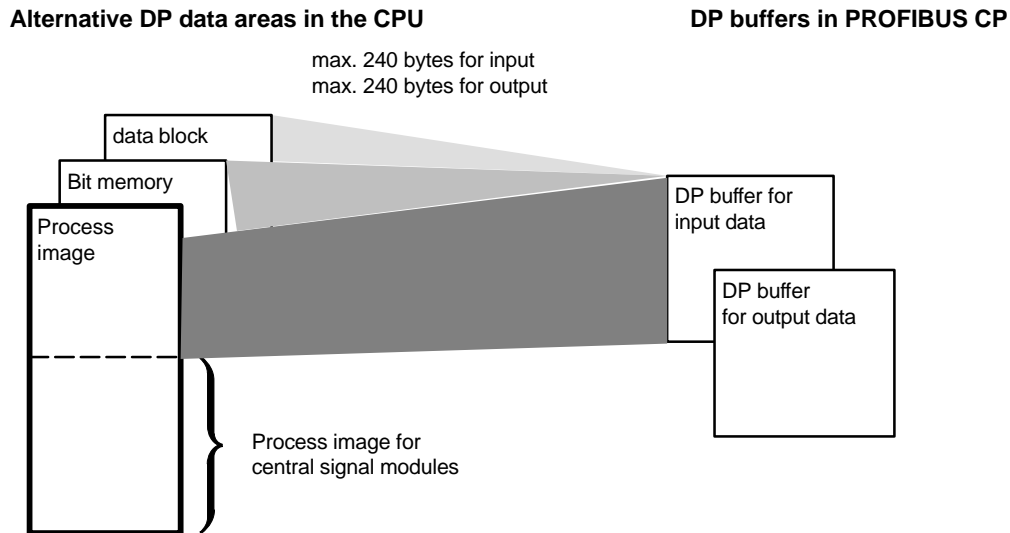 Alternative DP data areas in the CPU
DP buffers in PROFIBUS CP
max. 240 bytes for input
max. 240 bytes for output
data block
Bit memory
Process
image
DP buffer for
input data
DP buffer
for output data
Process image for
central signal modules